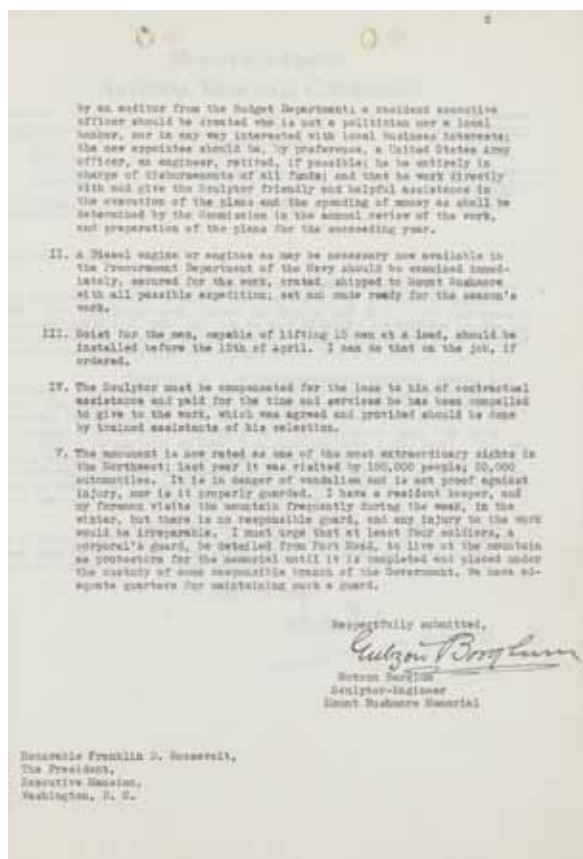 2
by an auditor from the Budget Department; a resident executive
officer should be created who is not a politician nor a local
banker, nor in any way interested with local business interests;
the new appointee should be, by preference, a United States Army
officer, an engineer, retired, if possible; he be entirely in
charge of disbursements of all funds; and that he work directly
with and give the Sculptor friendly and helpful assistance in
the execution of the plans and the spending of money as shall be
determined by the Commission in the annual review of the work,
and preparation of the plans for the succeeding year.
II. A Diesel engine or engines as may be necessary now available in
the Procurement Department of the Navy should be examined immed-
iately, secured for the work, crated, shipped to Mount Rushmore
with all possible expedition; set and made ready for the season's
work.
III. Hoist for the men, capable of lifting 15 men at a load, should be
installed before the 15th of April. I can do that on the job, if
ordered.
IV. The Sculptor must be compensated for the loss to him of contractual
assistance and paid for the time and services he has been compelled
to give to the work, which was agreed and provided should be done
by trained assistants of his selection.
V. The monument is now rated as one of the most extraordinary sights in
the Northwest; last year it was visited by people;
automobiles. It is in danger of vandalism and is not proof against
injury, nor is it properly guarded. I have a resident keeper, and
my foreman visits the mountain frequently during the week, in the
winter, but there is no responsible guard, and any injury to the work
would be irreparable. I must urge that at least four soldiers, a
corporal's guard, be detailed from Fort Mead, to live at the mountain
as protectors for the memorial until it is completed and placed under
the custody of some responsible branch of the Government. We have ad-
equate quarters for maintaining such a guard.
Respectfully submitted,
Gutzon Borglum
Gutzon Borglum
Sculptor-Engineer
Mount Rushmore Memorial
Honorable Franklin D. Roosevelt,
The President,
Executive Mansion,
Washington, D. C.